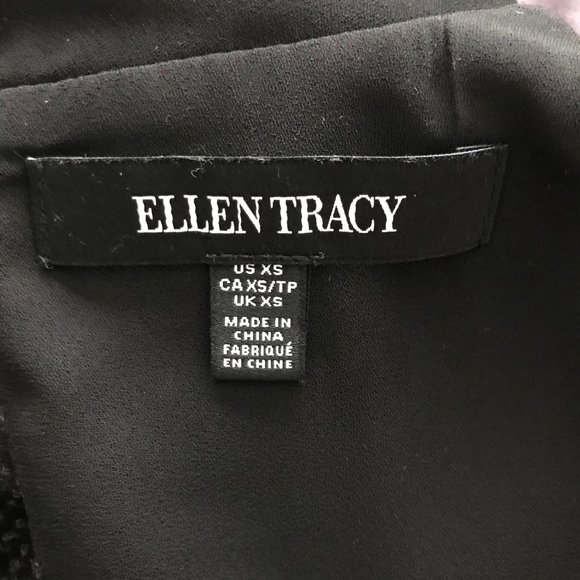 ELLEN TRACY
US XS
CA XS/TP
UK XS
MADE IN
CHINA
FABRIQUÉ
EN CHINE